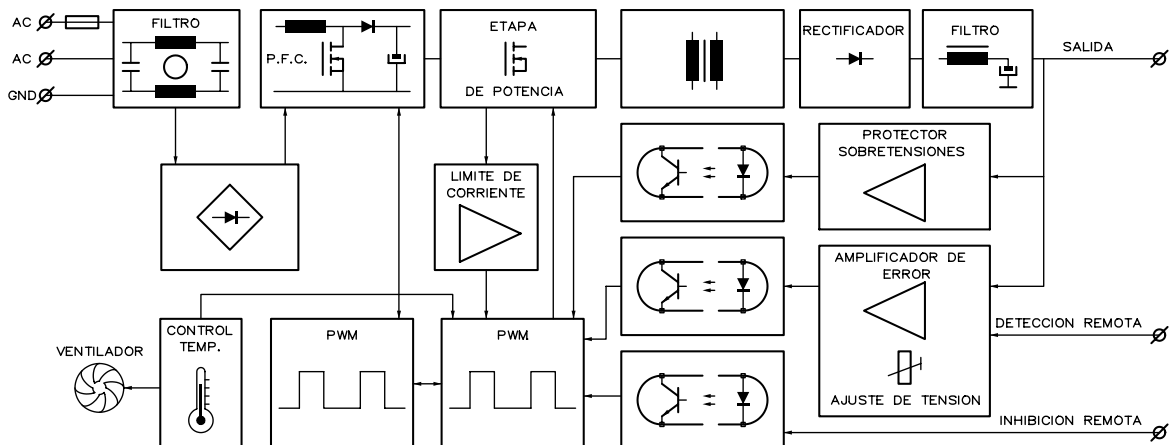 AC
AC
GND
FILTRO
P.F.C.
ETAPA
DE POTENCIA
RECTIFICADOR
FILTRO
SALIDA
LIMITE DE
CORRIENTE
PROTECTOR
SOBRETENSIONES
AMPLIFICADOR DE
ERROR
AJUSTE DE TENSION
DETECCION REMOTA
INHIBICION REMOTA
VENTILADOR
CONTROL
TEMP.
PWM
PWM